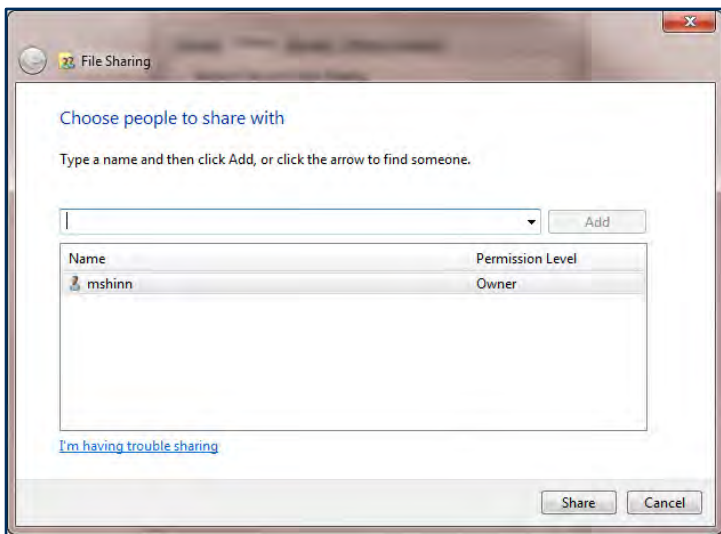 File Sharing
Choose people to share with
Type a name and then click Add, or click the arrow to find someone.
Add
Name Permission Level
mshinn Owner
I'm having trouble sharing
Share Cancel